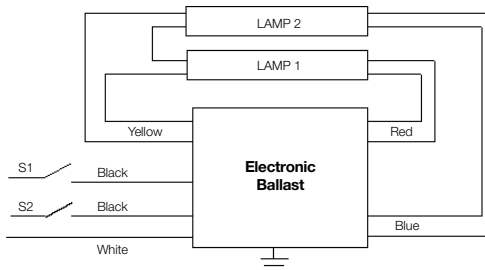 LAMP 2
LAMP 1
Yellow
Red
Electronic
Ballast
S1
Black
S2
Black
Blue
White